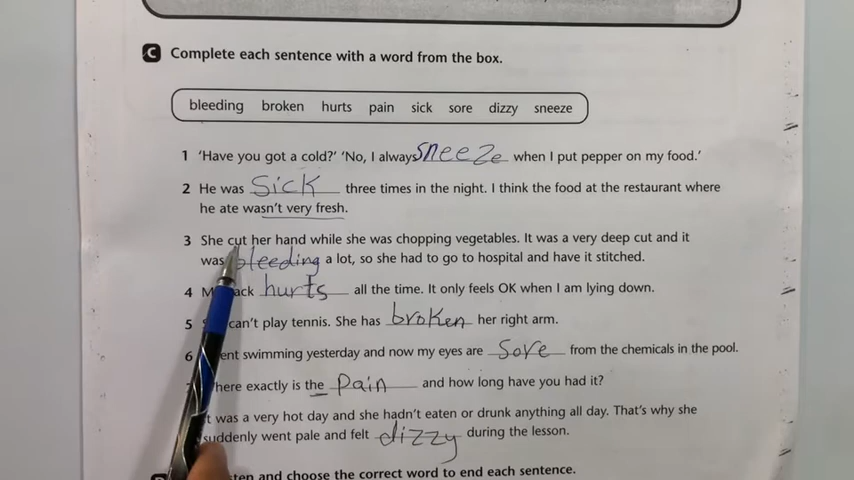 C Complete each sentence with a word from the box.
bleeding broken hurts pain sick sore dizzy sneeze
1 'Have you got a cold?' 'No, I always sneeze when I put pepper on my food.'
2 He was sick three times in the night. I think the food at the restaurant where
he ate wasn't very fresh.
3 She cut her hand while she was chopping vegetables. It was a very deep cut and it
was bleeding a lot, so she had to go to hospital and have it stitched.
4 hurts all the time. It only feels OK when I am lying down.
5 can't play tennis. She has broken her right arm.
6 swimming yesterday and now my eyes are sore from the chemicals in the pool.
exactly is the pain and how long have you had it?
was a very hot day and she hadn't eaten or drunk anything all day. That's why she
suddenly went pale and felt dizzy during the lesson.
and choose the correct word to end each sentence.